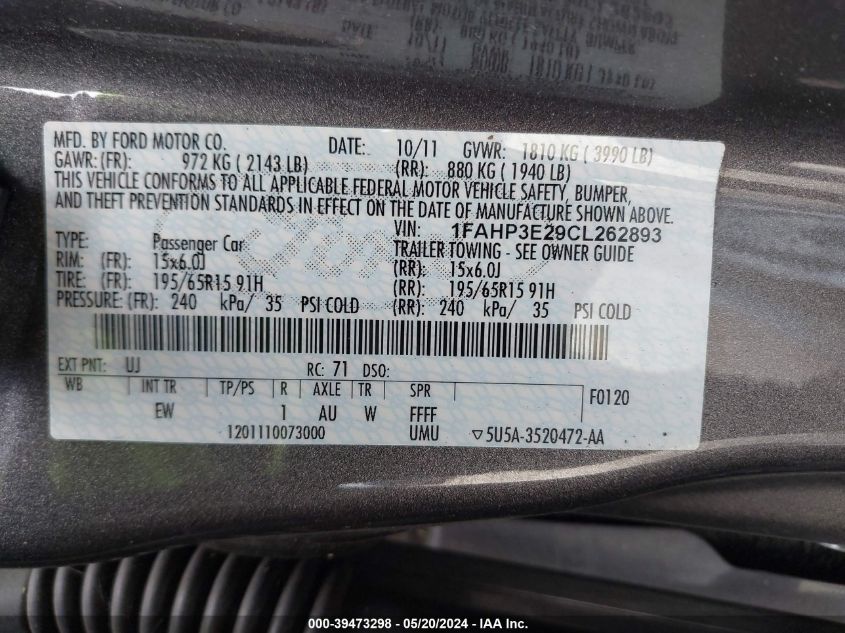 MFD. BY FORD MOTOR CO. DATE: 10/11 GVWR: 1810 KG ( 3990 LB)
GAWR: (FR): 972 KG ( 2143 LB) (RR): 880 KG ( 1940 LB)
THIS VEHICLE CONFORMS TO ALL APPLICABLE FEDERAL MOTOR VEHICLE SAFETY, BUMPER,
AND THEFT PREVENTION STANDARDS IN EFFECT ON THE DATE OF MANUFACTURE SHOWN ABOVE.
VIN: 1FAHP3E29CL262893
TYPE: Passenger Car TRAILER TOWING - SEE OWNER GUIDE
RIM: (FR): 15x6.0J (RR): 15x6.0J
TIRE: (FR): 195/65R15 91H (RR): 195/65R15 91H
PRESSURE: (FR): 240 kPa/ 35 PSI COLD (RR): 240 kPa/ 35 PSI COLD
EXT PNT: UJ RC: 71 DSO:
WB INT TR TP/PS R AXLE TR SPR F0120
EW 1 AU W FFFF
1201110073000 UMU ▽5U5A-3520472-AA
000-39473298 - 05/20/2024 - IAA Inc.